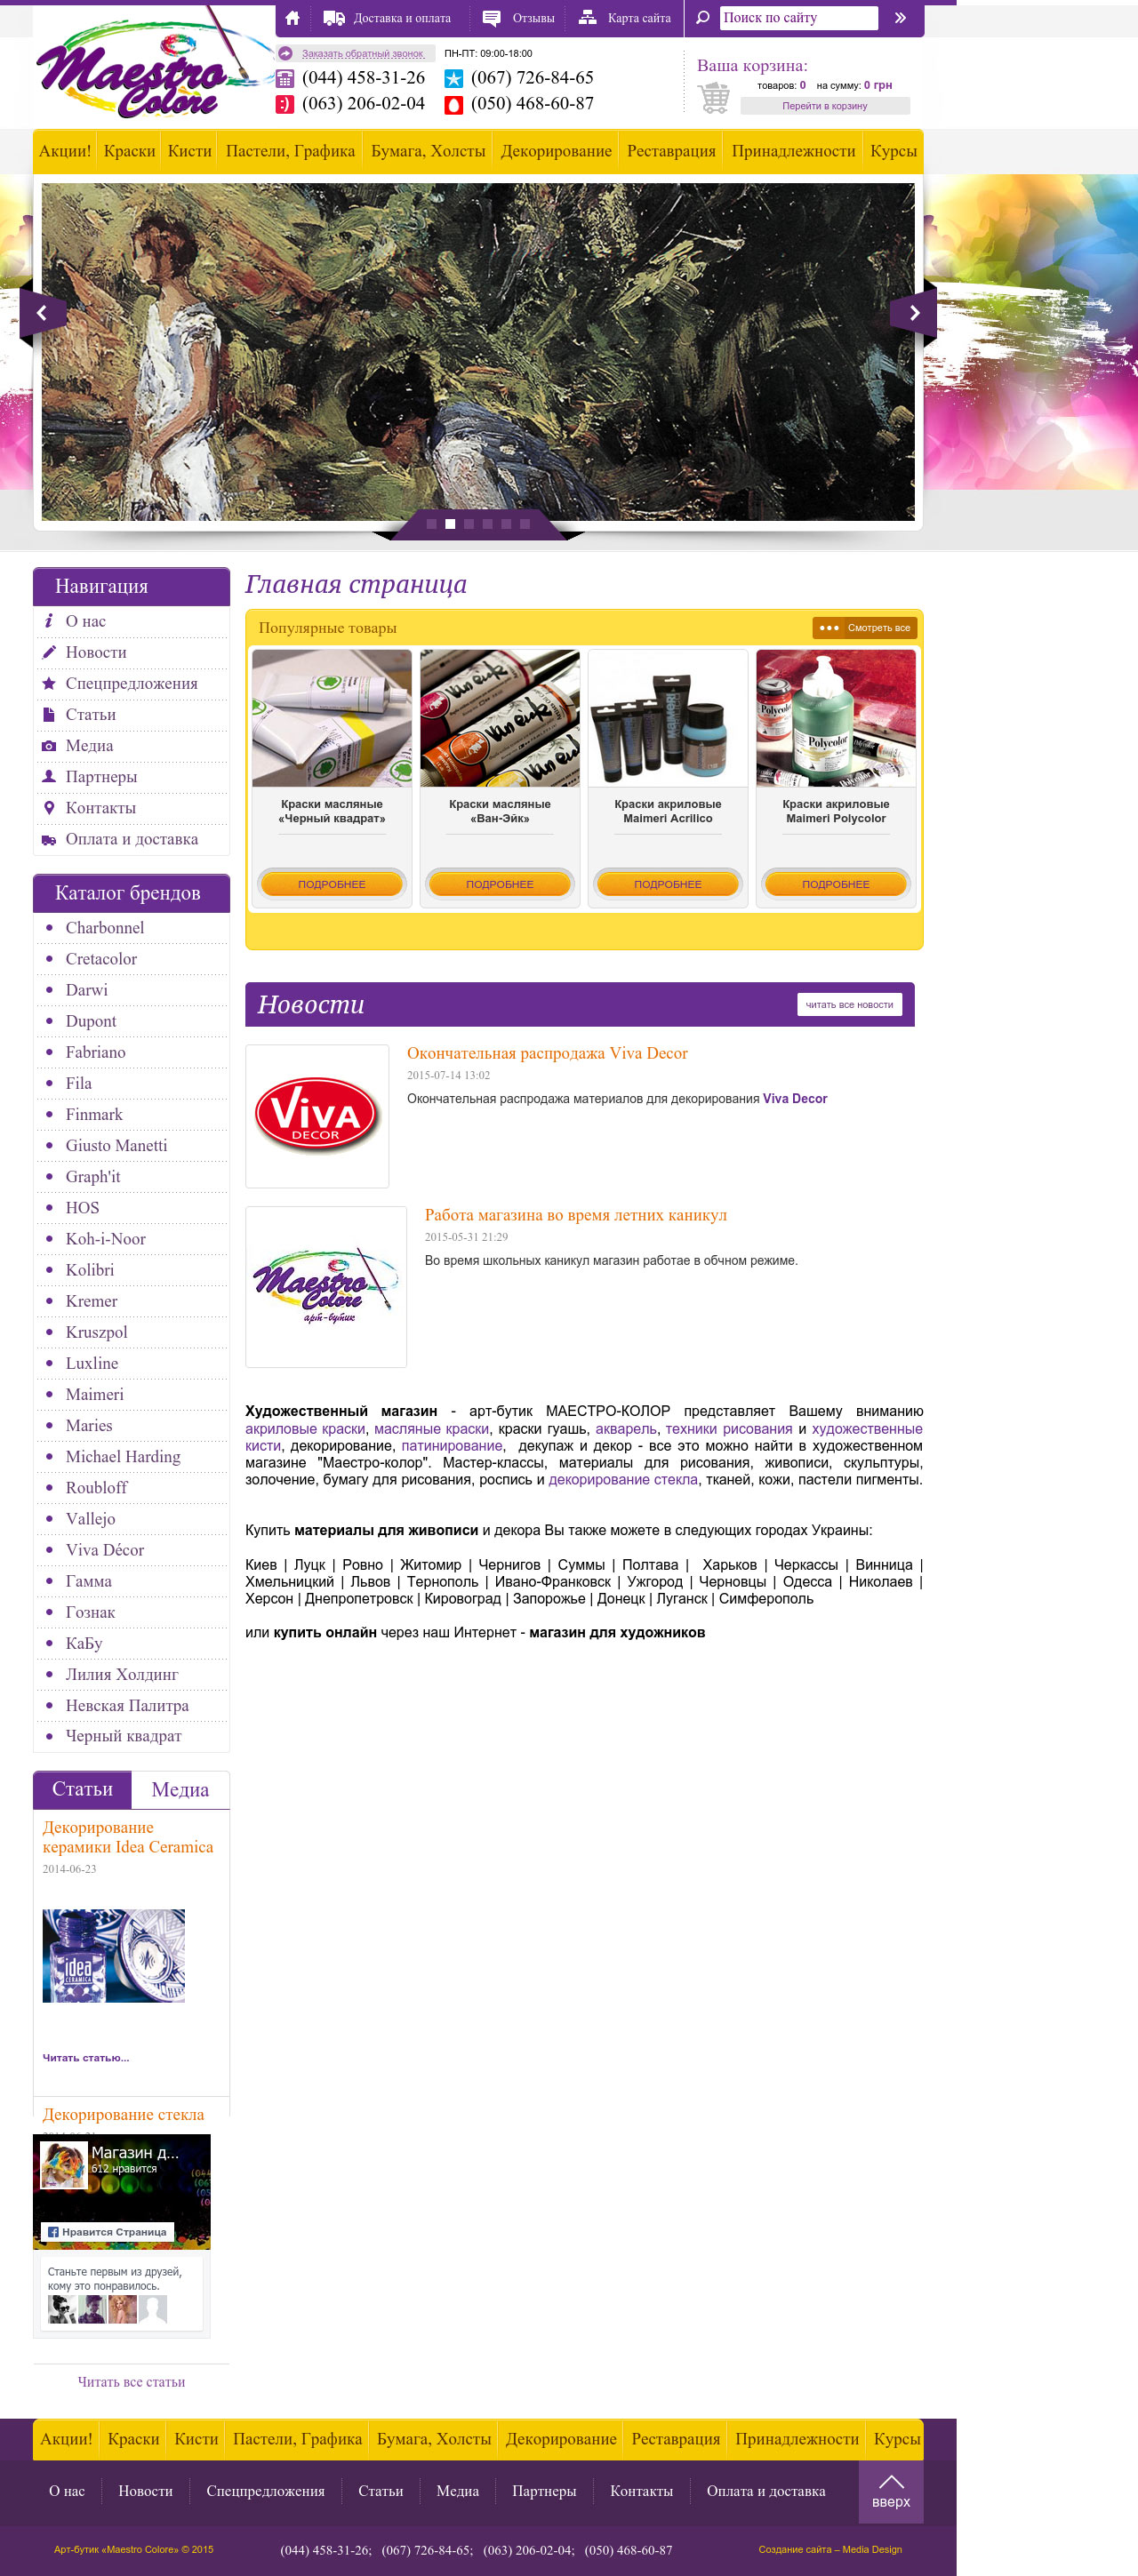 Доставка и оплата
Отзывы
Карта сайта
Поиск по сайту
Maestro
Colore
Заказать обратный звонок
ПН-ПТ: 09:00-18:00
(044) 458-31-26
(067) 726-84-65
(063) 206-02-04
(050) 468-60-87
Ваша корзина:
товаров: 0 на сумму: 0 грн
Перейти в корзину
Акции! Краски Кисти Пастели, Графика Бумага, Холсты Декорирование Реставрация Принадлежности Курсы
Навигация
О нас
Новости
Спецпредложения
Статьи
Медиа
Партнеры
Контакты
Оплата и доставка
Каталог брендов
Charbonnel
Cretacolor
Darwi
Dupont
Fabriano
Fila
Finmark
Giusto Manetti
Graph'it
HOS
Koh-i-Noor
Kolibri
Kremer
Kruszpol
Luxline
Maimeri
Maries
Michael Harding
Roubloff
Vallejo
Viva Décor
Гамма
Гознак
КаБу
Лилия Холдинг
Невская Палитра
Черный квадрат
Статьи
Медиа
Декорирование
керамики Idea Ceramica
2014-06-23
idea
CERAMICA
Читать статью...
Декорирование стекла
Магазин д...
612 нравится
Нравится Страница
Станьте первым из друзей,
кому это понравилось.
Читать все статьи
Главная страница
Популярные товары
Смотреть все
Polycolor
Polycolor
Краски масляные
«Черный квадрат»
Краски масляные
«Ван-Эйк»
Краски акриловые
Maimeri Acrilico
Краски акриловые
Maimeri Polycolor
ПОДРОБНЕЕ
ПОДРОБНЕЕ
ПОДРОБНЕЕ
ПОДРОБНЕЕ
Новости
читать все новости
VIVA
DECOR
Окончательная распродажа Viva Decor
2015-07-14 13:02
Окончательная распродажа материалов для декорирования Viva Decor
Maestro
Colore
арт-бутик
Работа магазина во время летних каникул
2015-05-31 21:29
Во время школьных каникул магазин работае в обчном режиме.
Художественный магазин - арт-бутик МАЕСТРО-КОЛОР представляет Вашему вниманию
акриловые краски, масляные краски, краски гуашь, акварель, техники рисования и художественные
кисти, декорирование, патинирование, декупаж и декор - все это можно найти в художественном
магазине "Маестро-колор". Мастер-классы, материалы для рисования, живописи, скульптуры,
золочение, бумагу для рисования, роспись и декорирование стекла, тканей, кожи, пастели пигменты.
Купить материалы для живописи и декора Вы также можете в следующих городах Украины:
Киев | Луцк | Ровно | Житомир | Чернигов | Суммы | Полтава | Харьков | Черкассы | Винница |
Хмельницкий | Львов | Тернополь | Ивано-Франковск | Ужгород | Черновцы | Одесса | Николаев |
Херсон | Днепропетровск | Кировоград | Запорожье | Донецк | Луганск | Симферополь
или купить онлайн через наш Интернет - магазин для художников
Акции! Краски Кисти Пастели, Графика Бумага, Холсты Декорирование Реставрация Принадлежности Курсы
О нас Новости Спецпредложения Статьи Медиа Партнеры Контакты Оплата и доставка
вверх
Арт-бутик «Maestro Colore» © 2015
(044) 458-31-26; (067) 726-84-65; (063) 206-02-04; (050) 468-60-87
Создание сайта – Media Design